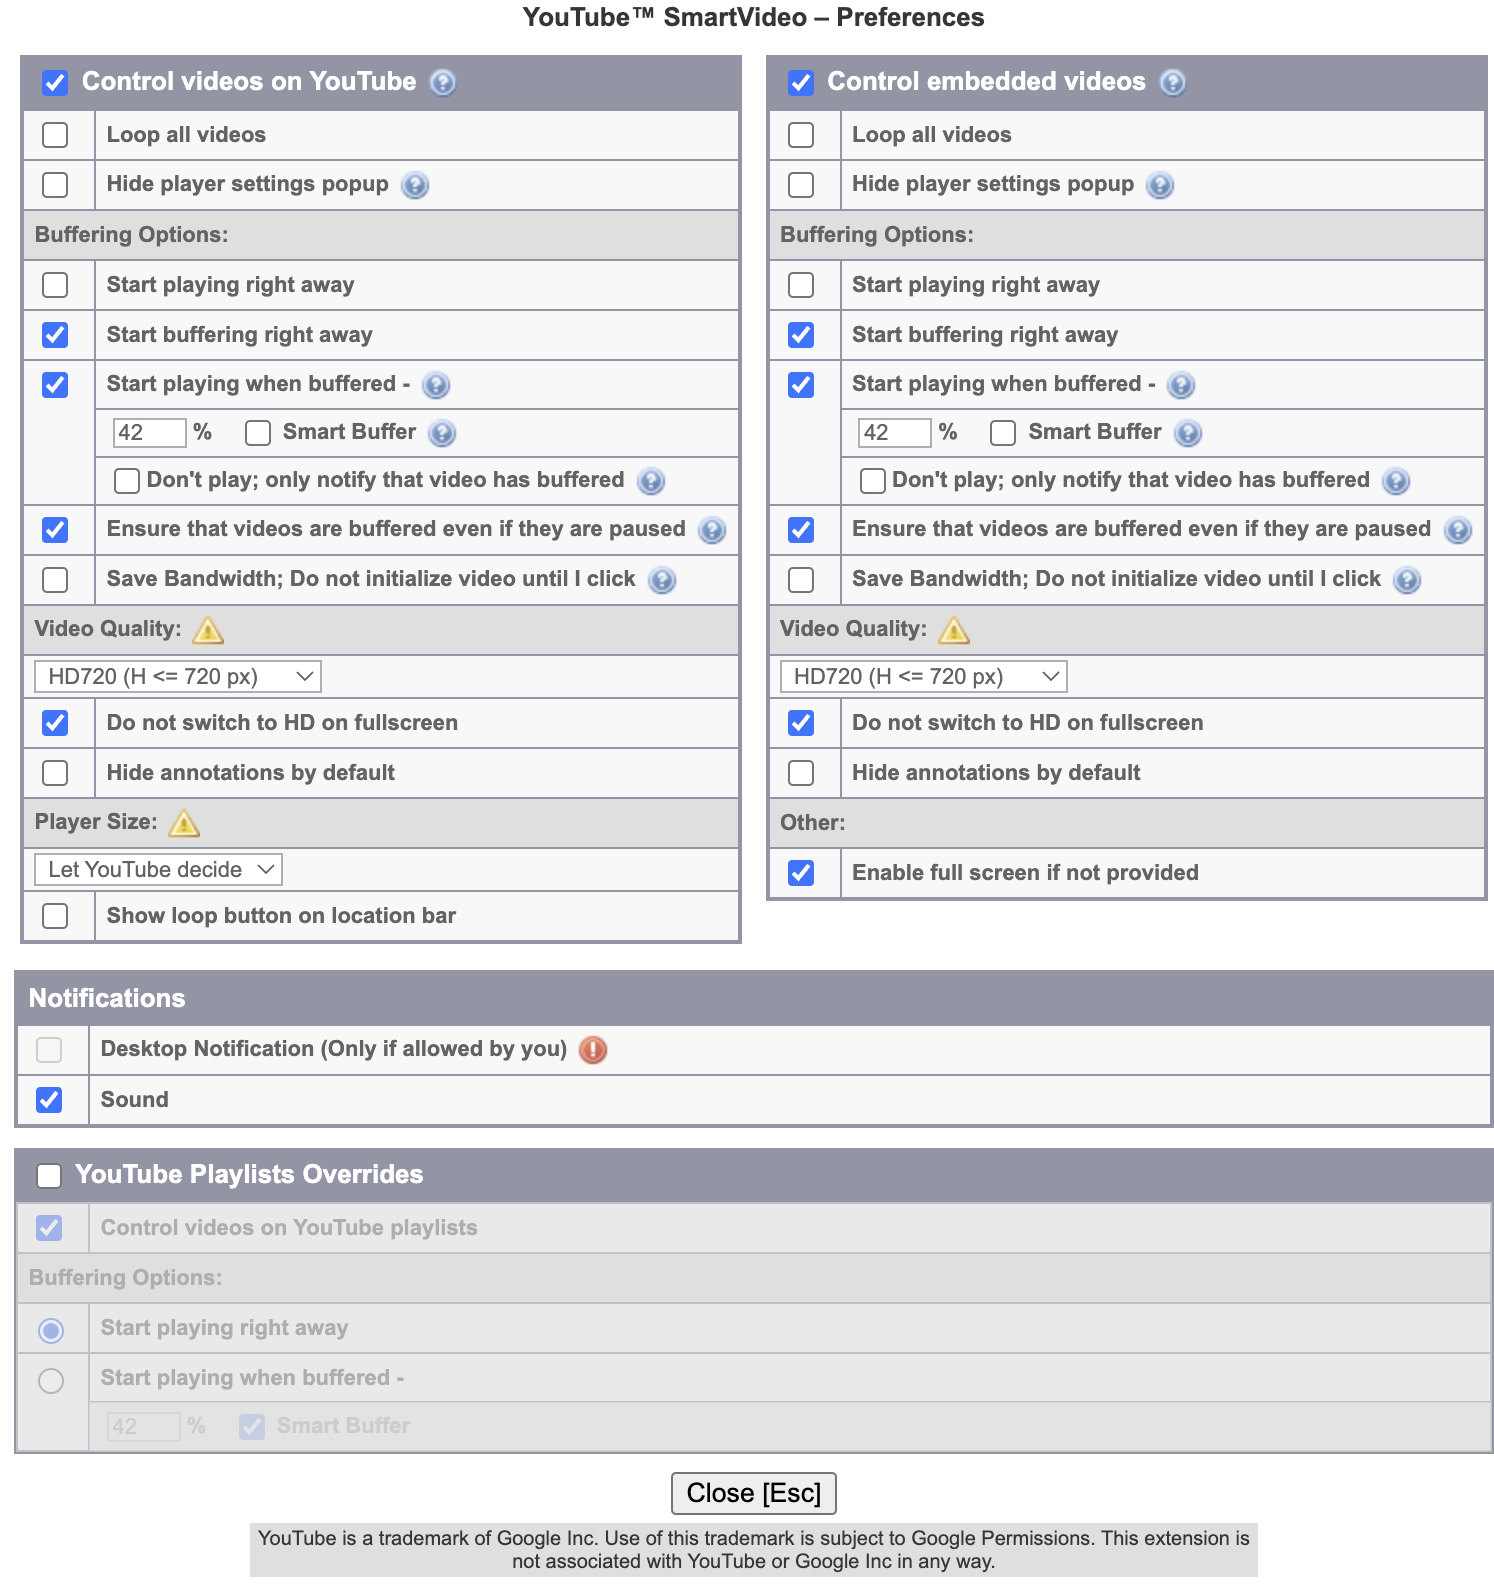 YouTube™ SmartVideo – Preferences
Control videos on YouTube
Loop all videos
Hide player settings popup
Buffering Options:
Start playing right away
Start buffering right away
Start playing when buffered -
42 % Smart Buffer
Don't play; only notify that video has buffered
Ensure that videos are buffered even if they are paused
Save Bandwidth; Do not initialize video until I click
Video Quality:
HD720 (H <= 720 px)
Do not switch to HD on fullscreen
Hide annotations by default
Player Size:
Let YouTube decide
Show loop button on location bar
Control embedded videos
Loop all videos
Hide player settings popup
Buffering Options:
Start playing right away
Start buffering right away
Start playing when buffered -
42 % Smart Buffer
Don't play; only notify that video has buffered
Ensure that videos are buffered even if they are paused
Save Bandwidth; Do not initialize video until I click
Video Quality:
HD720 (H <= 720 px)
Do not switch to HD on fullscreen
Hide annotations by default
Other:
Enable full screen if not provided
Notifications
Desktop Notification (Only if allowed by you)
Sound
YouTube Playlists Overrides
Control videos on YouTube playlists
Buffering Options:
Start playing right away
Start playing when buffered -
42 % Smart Buffer
Close [Esc]
YouTube is a trademark of Google Inc. Use of this trademark is subject to Google Permissions. This extension is
not associated with YouTube or Google Inc in any way.